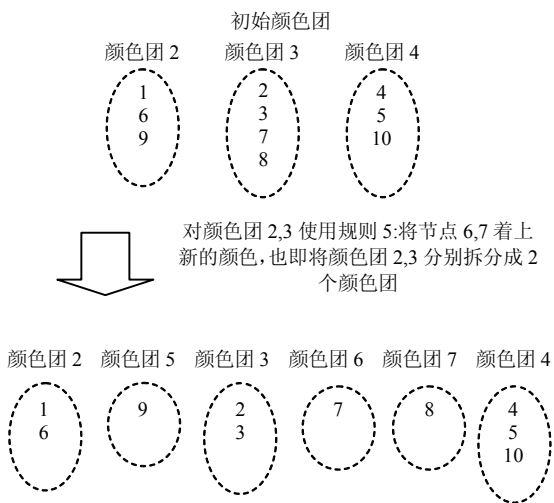 初始颜色团
颜色团 2 颜色团 3 颜色团 4
1 2 4
6 3 5
9 7 10
8
对颜色团 2,3 使用规则 5:将节点 6,7 着上
新的颜色,也即将颜色团 2,3 分别拆分成 2
个颜色团
颜色团 2 颜色团 5 颜色团 3 颜色团 6 颜色团 7 颜色团 4
1 9 2 7 8 4
6 3 5
10